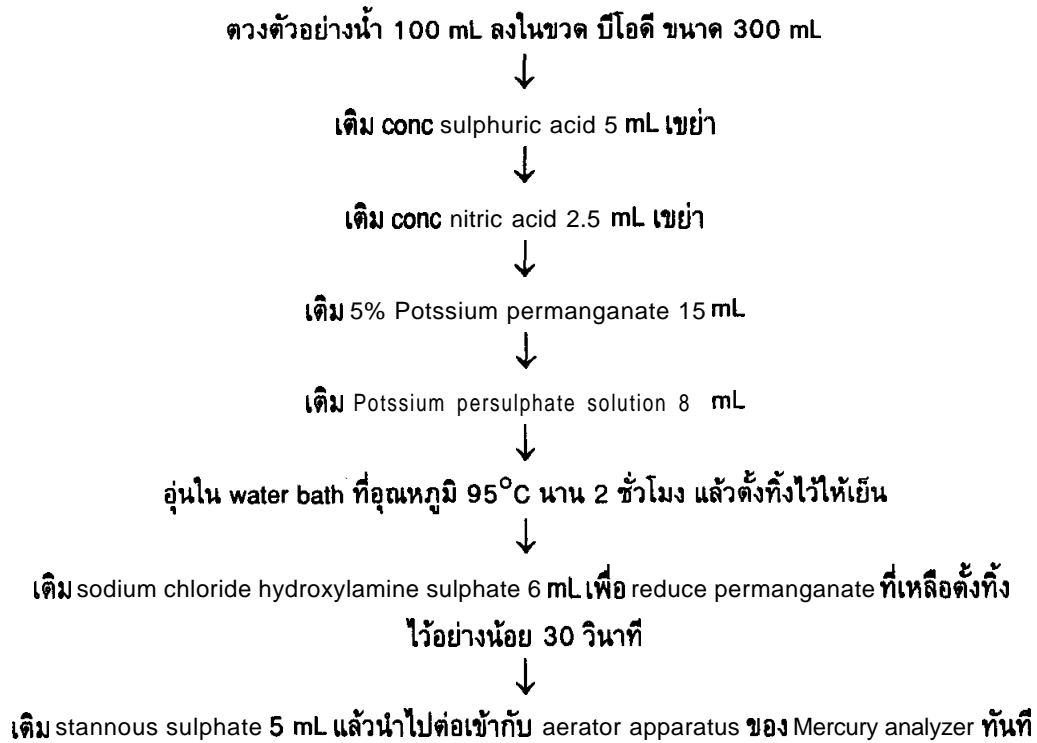 ตวงตัวอย่างน้ำ 100 mL ลงในขวด บีโอดี ขนาด 300 mL
↓
เติม conc sulphuric acid 5 mL เขย่า
↓
เติม conc nitric acid 2.5 mL เขย่า
↓
เติม 5% Potssium permanganate 15 mL
↓
เติม Potssium persulphate solution 8 mL
↓
อุ่นใน water bath ที่อุณหภูมิ 95°C นาน 2 ชั่วโมง แล้วตั้งทิ้งไว้ให้เย็น
↓
เติม sodium chloride hydroxylamine sulphate 6 mL เพื่อ reduce permanganate ที่เหลือตั้งทิ้ง
ไว้อย่างน้อย 30 วินาที
↓
เติม stannous sulphate 5 mL แล้วนำไปต่อเข้ากับ aerator apparatus ของ Mercury analyzer ทันที